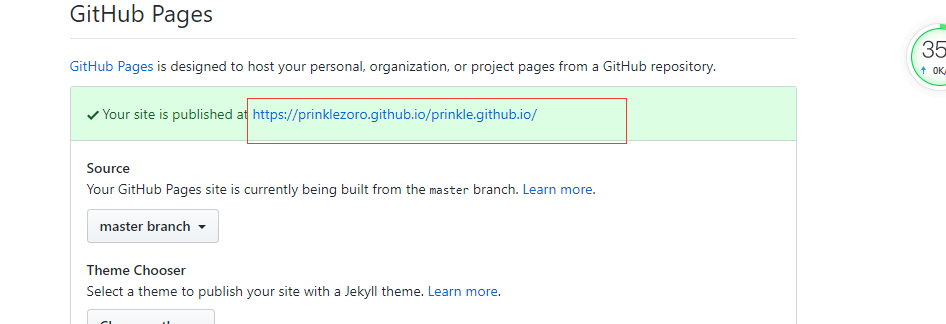 GitHub Pages
GitHub Pages is designed to host your personal, organization, or project pages from a GitHub repository.
35
0K/
✓ Your site is published at https://prinklezoro.github.io/prinkle.github.io/
Source
Your GitHub Pages site is currently being built from the master branch. Learn more.
master branch
Theme Chooser
Select a theme to publish your site with a Jekyll theme. Learn more.